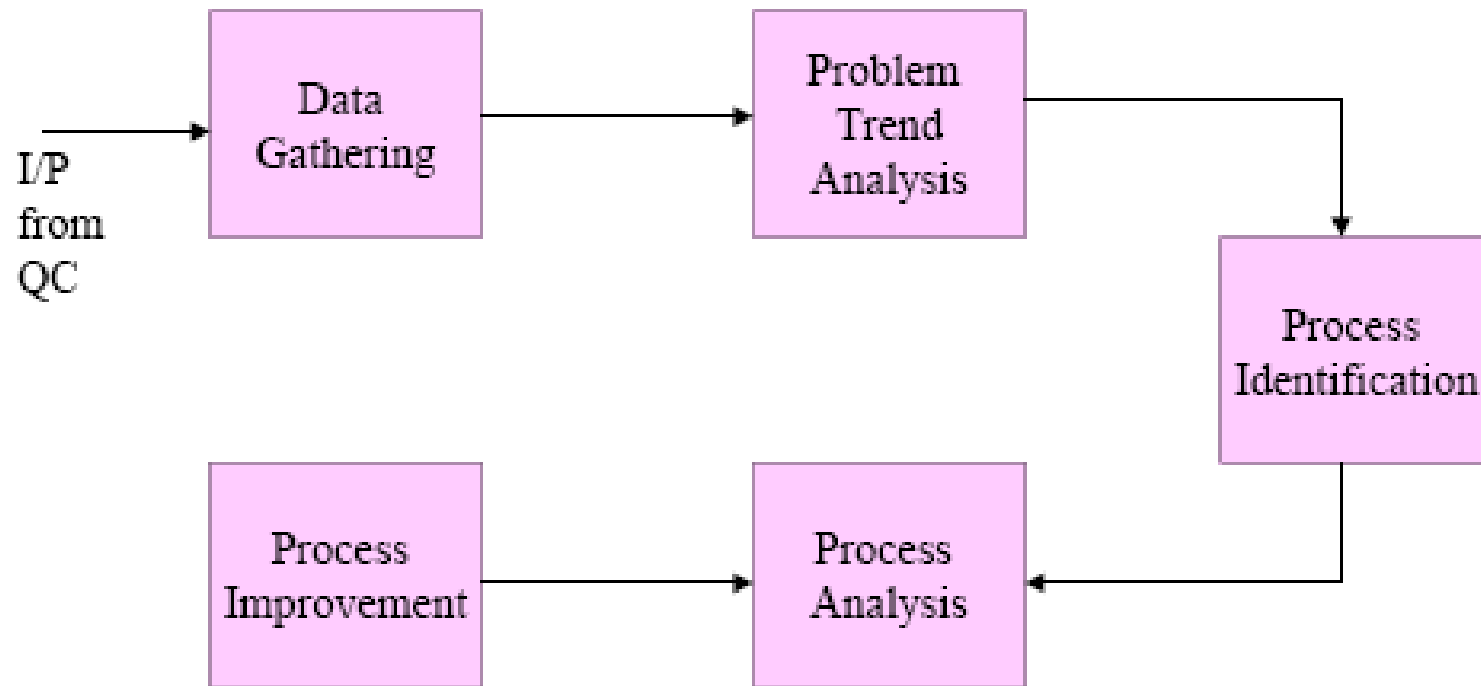 I/P
from
QC
Data
Gathering
Problem
Trend
Analysis
Process
Identification
Process
Analysis
Process
Improvement